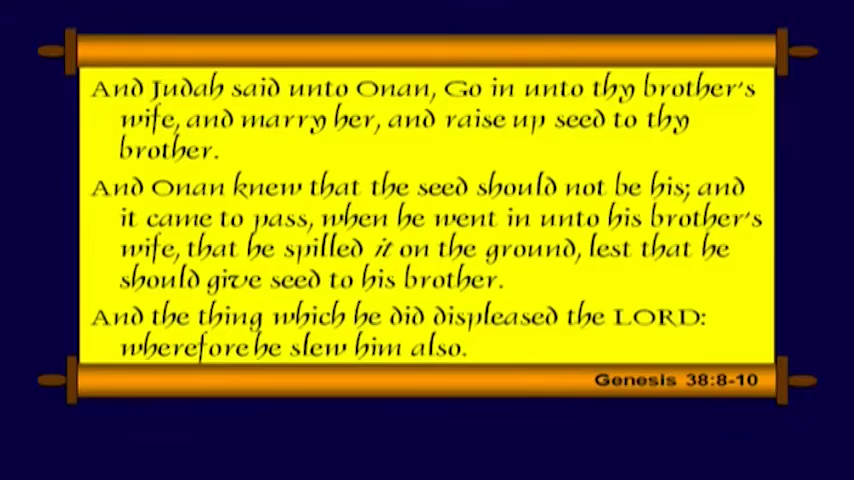 And Judah said unto Onan, Go in unto thy brother's
wife, and marry her, and raise up seed to thy
brother.
And Onan knew that the seed should not be his; and
it came to pass, when he went in unto his brother's
wife, that he spilled it on the ground, lest that he
should give seed to his brother.
And the thing which he did displeased the LORD:
wherefore he slew him also.
Genesis 38:8-10